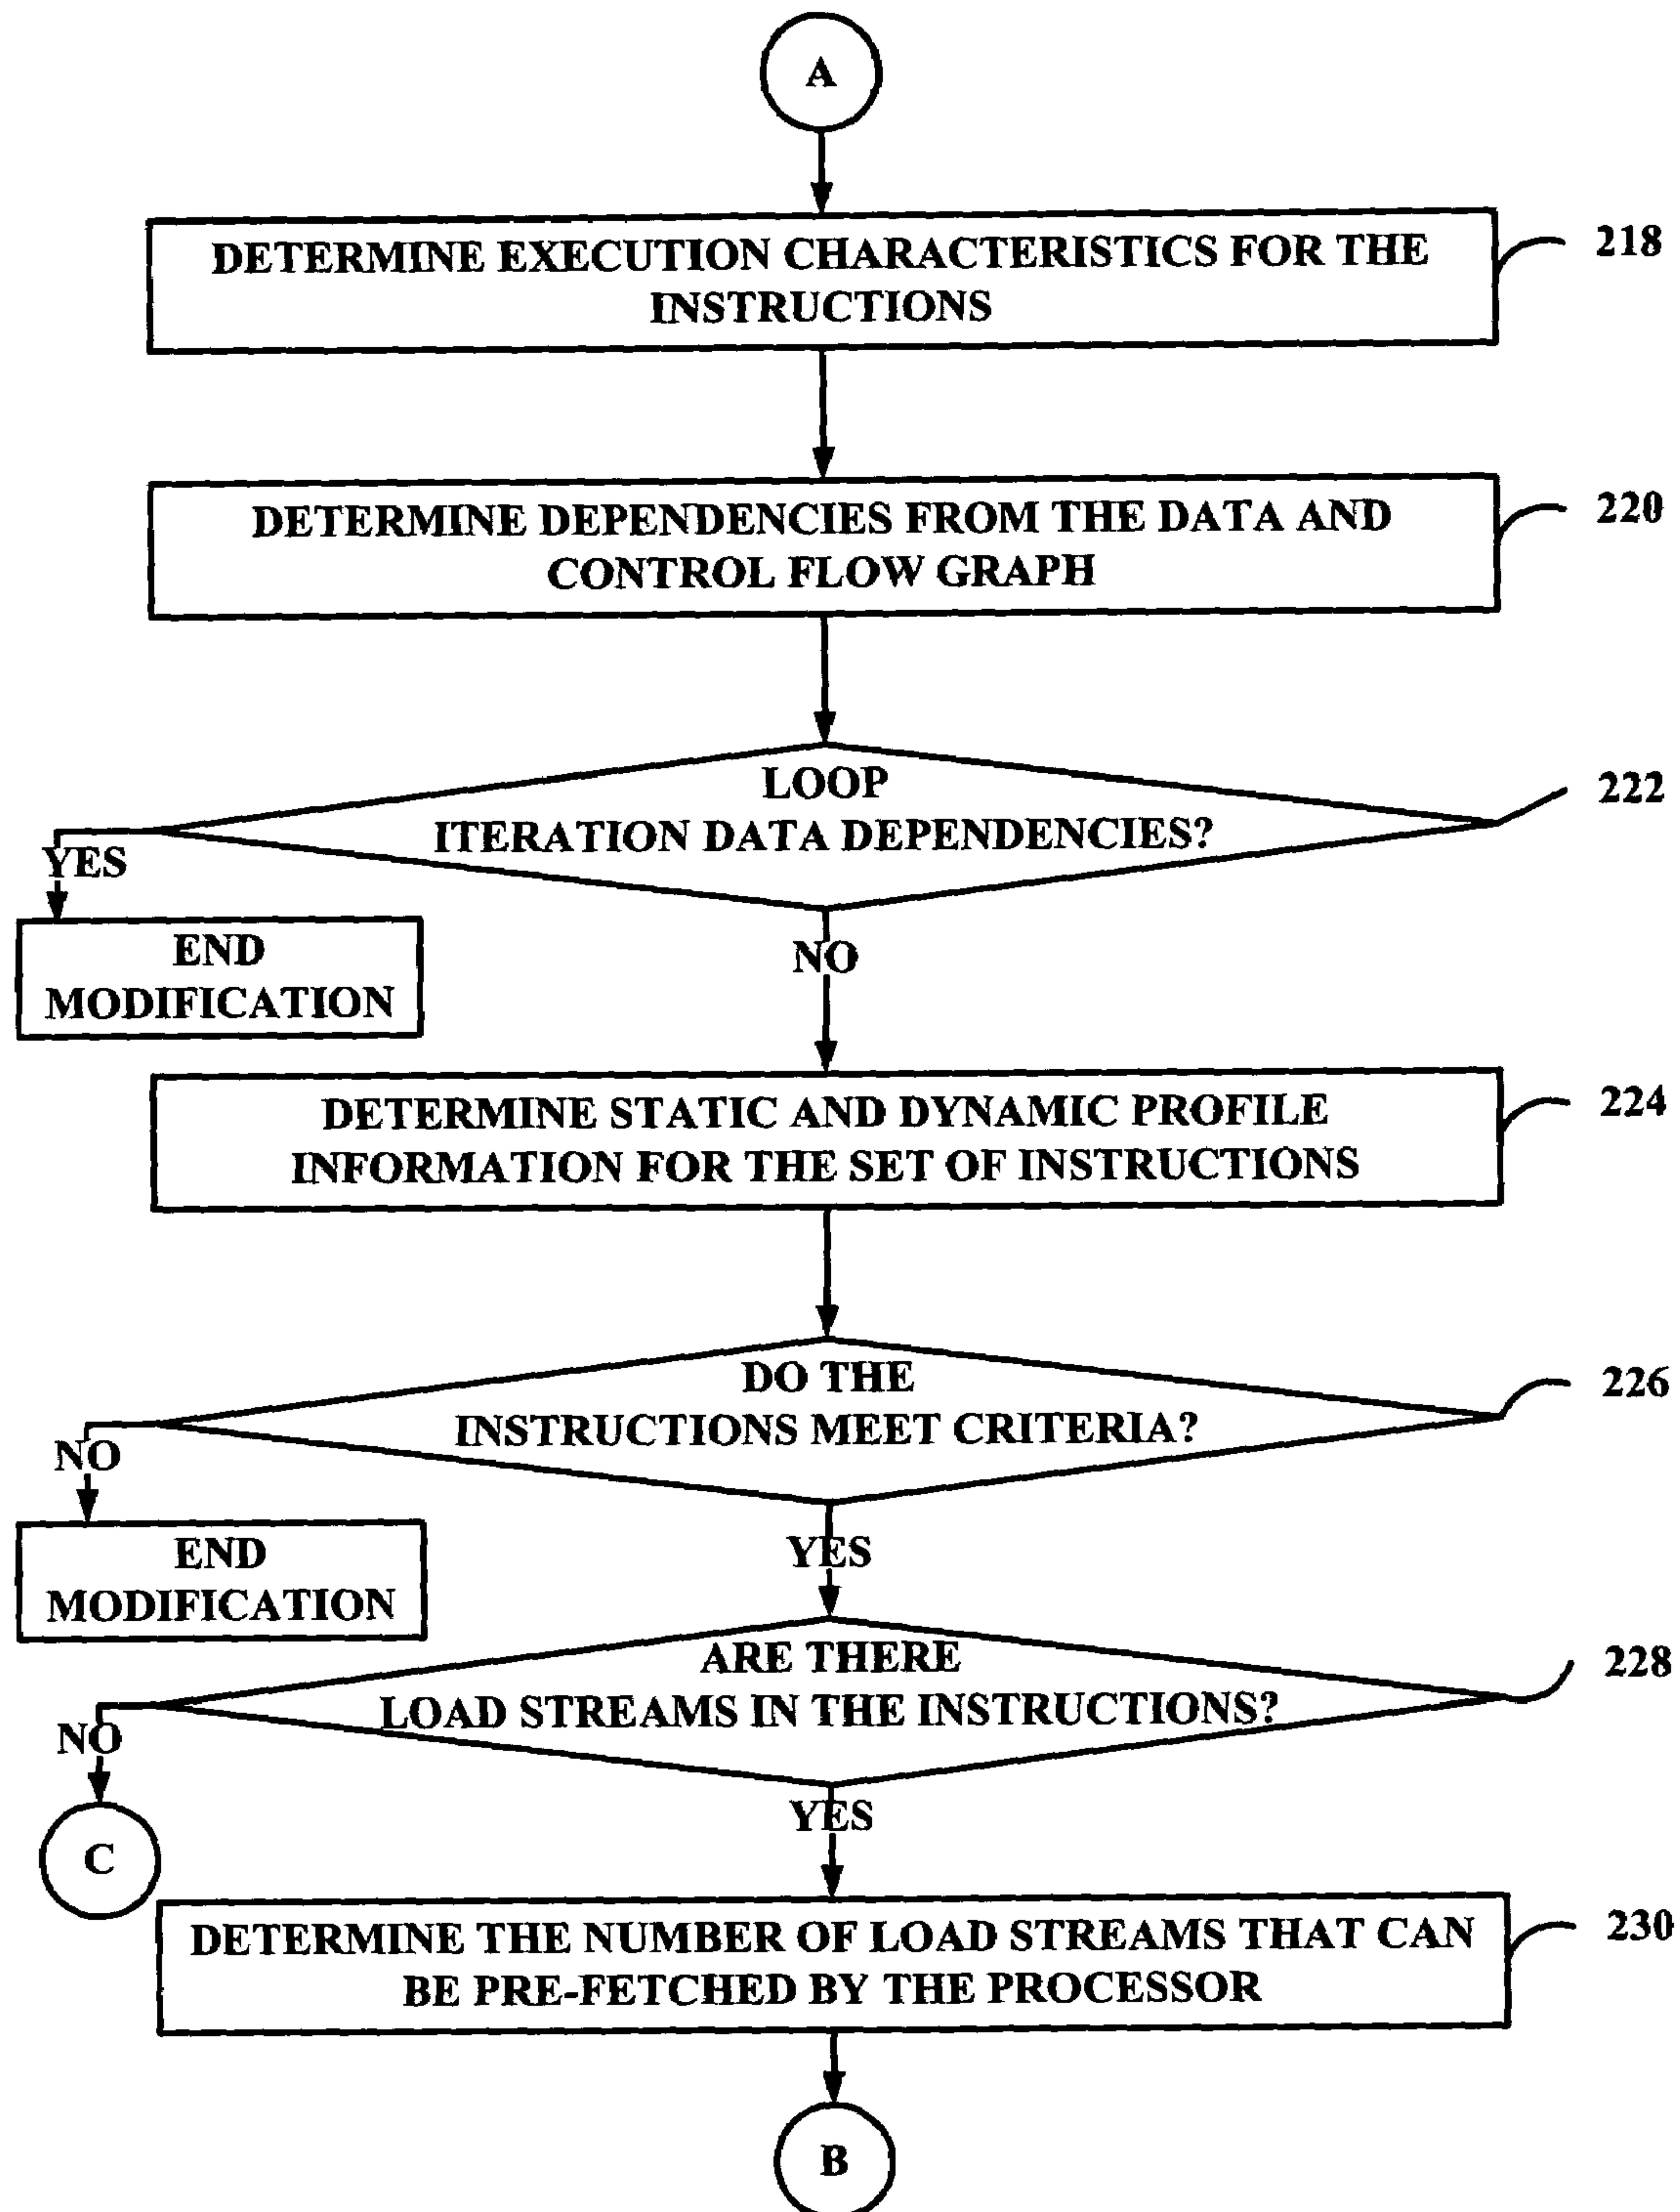 A
DETERMINE EXECUTION CHARACTERISTICS FOR THE
INSTRUCTIONS
218
DETERMINE DEPENDENCIES FROM THE DATA AND
CONTROL FLOW GRAPH
220
LOOP
ITERATION DATA DEPENDENCIES?
222
YES
END
MODIFICATION
NO
DETERMINE STATIC AND DYNAMIC PROFILE
INFORMATION FOR THE SET OF INSTRUCTIONS
224
DO THE
INSTRUCTIONS MEET CRITERIA?
226
NO
END
MODIFICATION
YES
ARE THERE
LOAD STREAMS IN THE INSTRUCTIONS?
228
NO
C
YES
DETERMINE THE NUMBER OF LOAD STREAMS THAT CAN
BE PRE-FETCHED BY THE PROCESSOR
230
B